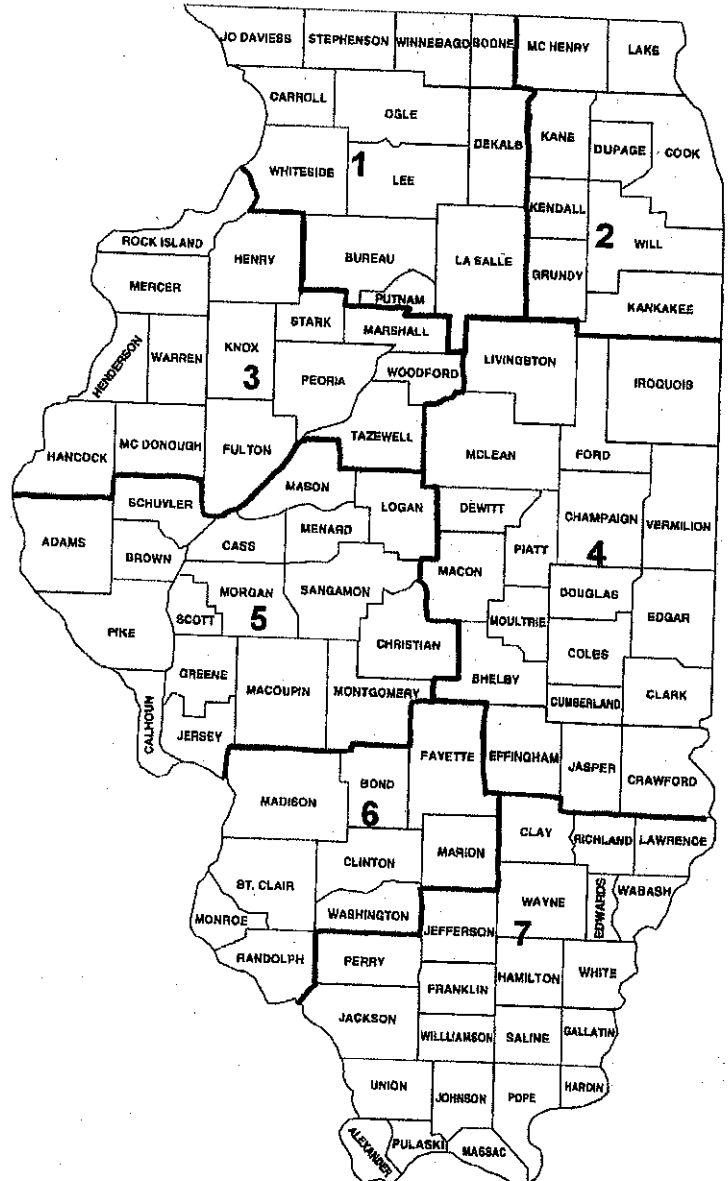 JO DAVIESS STEPHENSON WINNEBAGO BOONE MC HENRY LAKE
CARROLL OGLE DEKALB KANE DUPAGE COOK
WHITESIDE 1 LEE KENDALL 2 WILL
ROCK ISLAND HENRY BUREAU LA SALLE GRUNDY
MERCER PUTNAM KANKAKEE
HENDERSON WARREN KNOX STARK MARSHALL LIVINGSTON
3 PEORIA WOODFORD IROQUOIS
HANCOCK MC DONOUGH FULTON TAZEWELL MCLEAN FORD
SCHUYLER MASON LOGAN DEWITT CHAMPAIGN VERMILION
ADAMS BROWN CASS MENARD MACON PIATT 4
PIKE SCOTT MORGAN SANGAMON DOUGLAS EDGAR
5 CHRISTIAN MOULTRIE COLES
GREENE MACOUPIN MONTGOMERY SHELBY CUMBERLAND CLARK
CALHOUN JERSEY FAYETTE EFFINGHAM JASPER CRAWFORD
MADISON BOND
6 CLAY RICHLAND LAWRENCE
ST. CLAIR CLINTON MARION WAYNE EDWARDS WABASH
MONROE WASHINGTON JEFFERSON 7
RANDOLPH PERRY FRANKLIN HAMILTON WHITE
JACKSON WILLLIAMSON SALINE GALLATIN
UNION JOHNSON POPE HARDIN
ALEXANDER PULASKI MASSAC